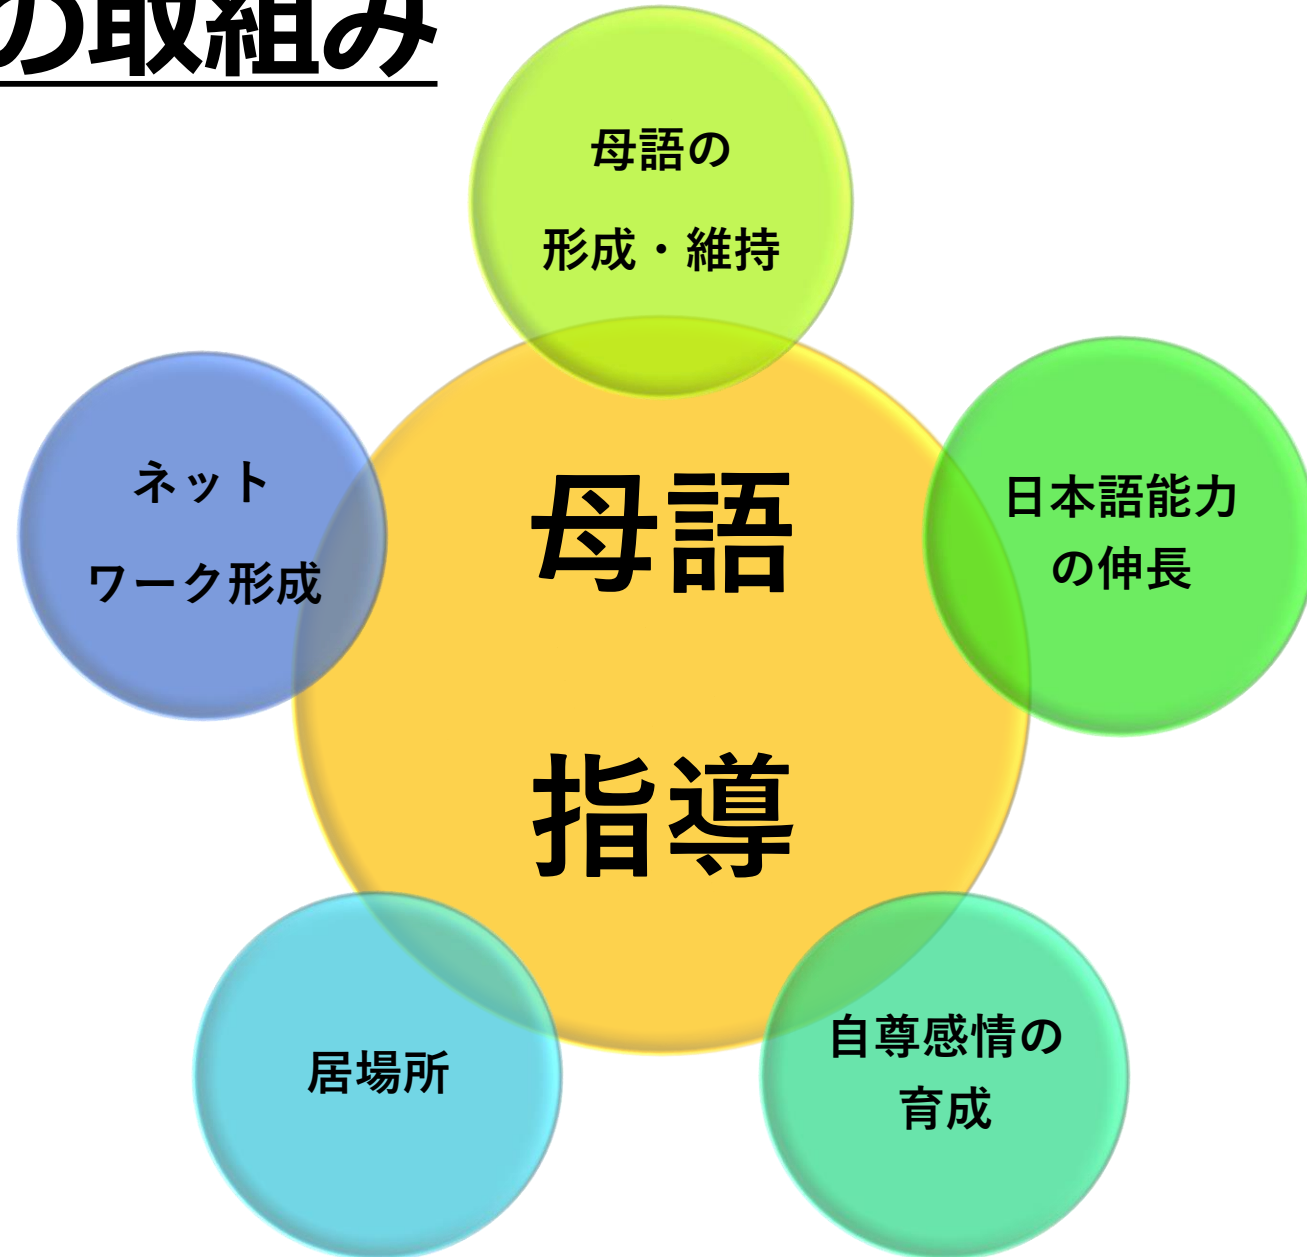 の取組み
母語の
形成・維持
ネット
ワーク形成
日本語能力
の伸長
母語
指導
居場所
自尊感情の
育成